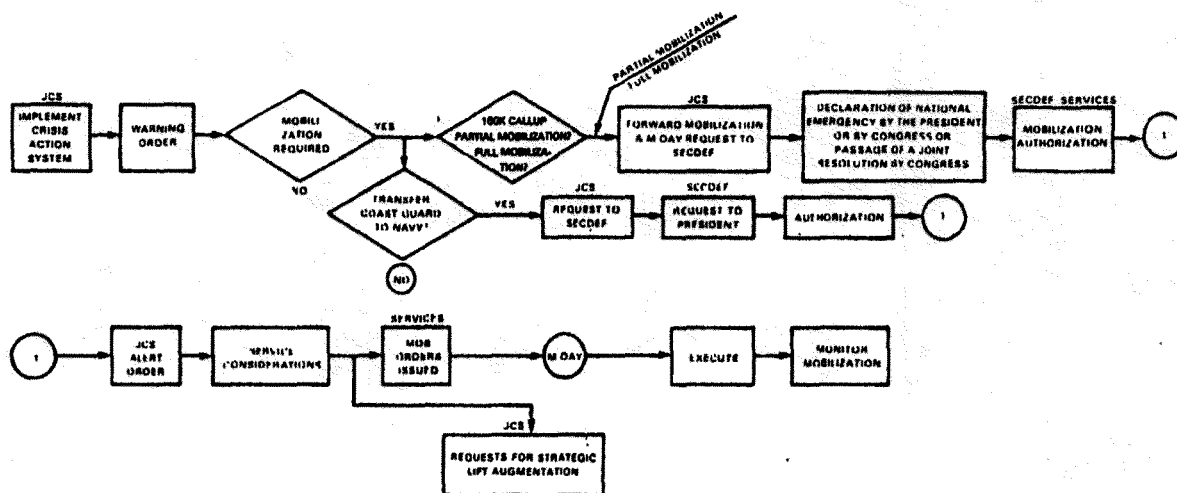 PARTIAL MOBILIZATION
FULL MOBILIZATION
JCS
IMPLEMENT
CRISIS
ACTION
SYSTEM
WARNING
ORDER
MOBILI
ZATION
REQUIRED
YES
NO
100K CALLUP
PARTIAL MOBILIZATION?
FULL MOBILIZA-
TION?
JCS
FORWARD MOBILIZATION
& M DAY REQUEST TO
SECDEF
DECLARATION OF NATIONAL
EMERGENCY BY THE PRESIDENT
OR BY CONGRESS OR
PASSAGE OF A JOINT
RESOLUTION BY CONGRESS
SECDEF SERVICES
MOBILIZATION
AUTHORIZATION
1
TRANSFER
COAST GUARD
TO NAVY?
YES
NO
JCS
REQUEST TO
SECDEF
SECDEF
REQUEST TO
PRESIDENT
AUTHORIZATION
1
1
JCS
ALERT
ORDER
SERVICE
CONSIDERATIONS
SERVICES
MOB
ORDERS
ISSUED
M DAY
EXECUTE
MONITOR
MOBILIZATION
JCS
REQUESTS FOR STRATEGIC
LIFT AUGMENTATION